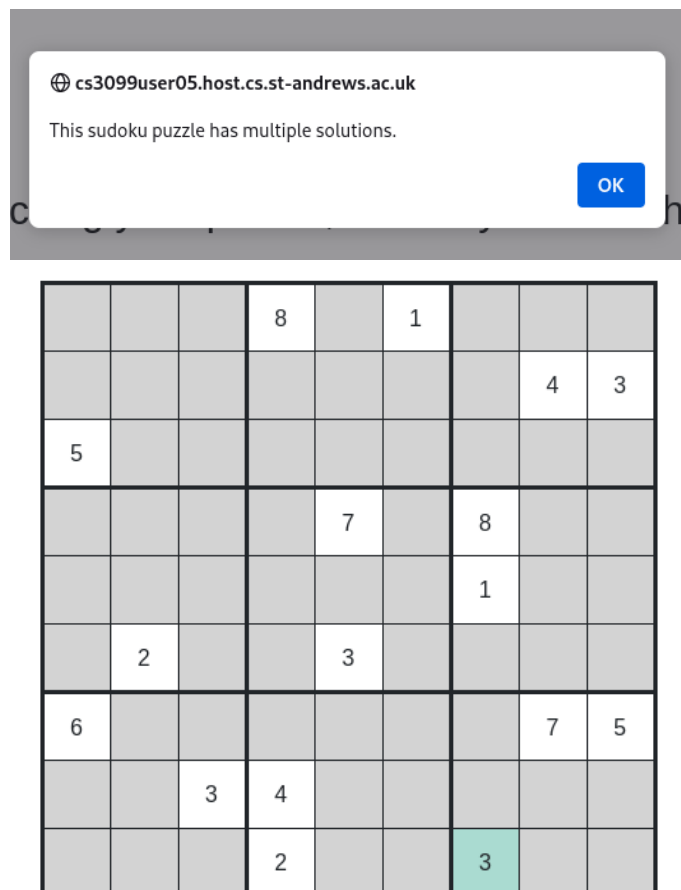 cs3099user05.host.cs.st-andrews.ac.uk
This sudoku puzzle has multiple solutions.
OK
8 1
4 3
5
7 8
1
2 3
6 7 5
3 4
2 3